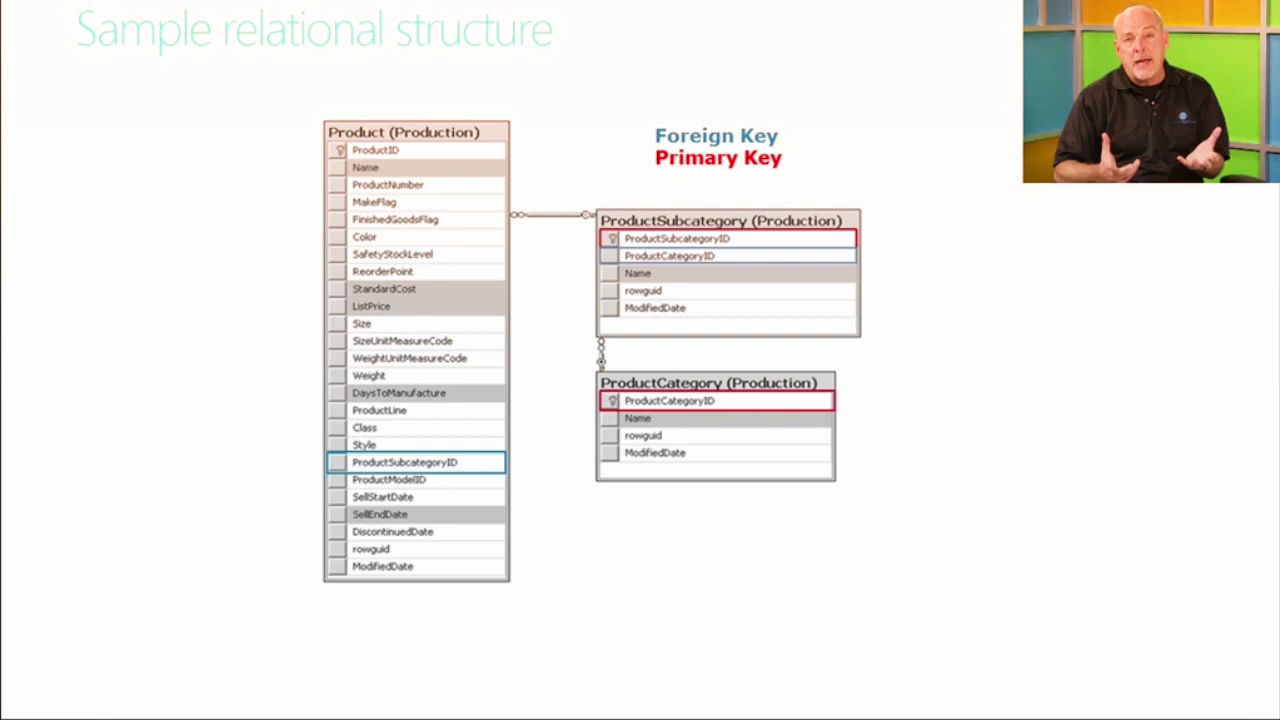 Sample relational structure
Product (Production)
ProductID
Name
ProductNumber
MakeFlag
FinishedGoodsFlag
Color
SafetyStockLevel
ReorderPoint
StandardCost
ListPrice
Size
SizeUnitMeasureCode
WeightUnitMeasureCode
Weight
DaysToManufacture
ProductLine
Class
Style
ProductSubcategoryID
ProductModelID
SellStartDate
SellEndDate
DiscontinuedDate
rowguid
ModifiedDate
Foreign Key
Primary Key
ProductSubcategory (Production)
ProductSubcategoryID
ProductCategoryID
Name
rowguid
ModifiedDate
ProductCategory (Production)
ProductCategoryID
Name
rowguid
ModifiedDate